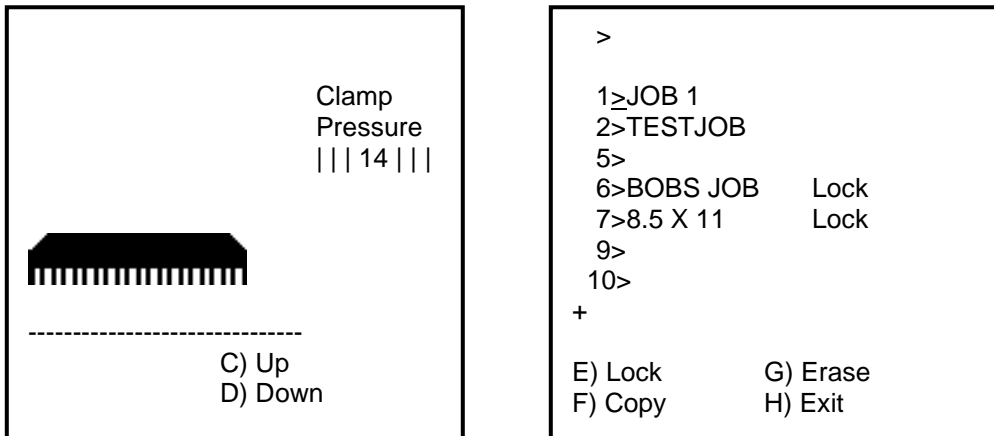 Clamp
Pressure
| | | 14 | | |
-------------------------------
C) Up
D) Down
>
1>JOB 1
2>TESTJOB
5>
6>BOBS JOB Lock
7>8.5 X 11 Lock
9>
10>
+
E) Lock G) Erase
F) Copy H) Exit